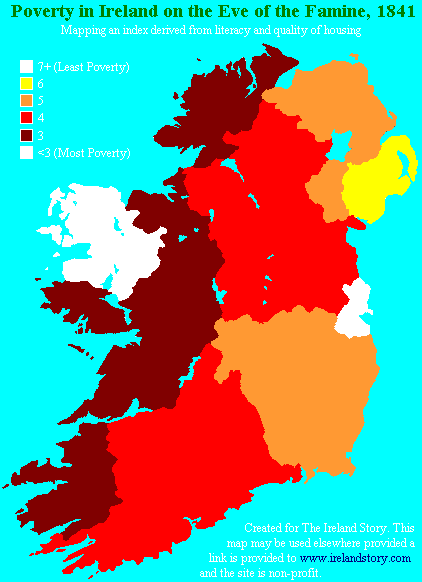 Poverty in Ireland on the Eve of the Famine, 1841
Mapping an index derived from literacy and quality of housing
7+ (Least Poverty)
6
5
4
3
<3 (Most Poverty)
Created for The Ireland Story. This
map may be used elsewhere provided a
link is provided to www.irelandstory.com
and the site is non-profit.